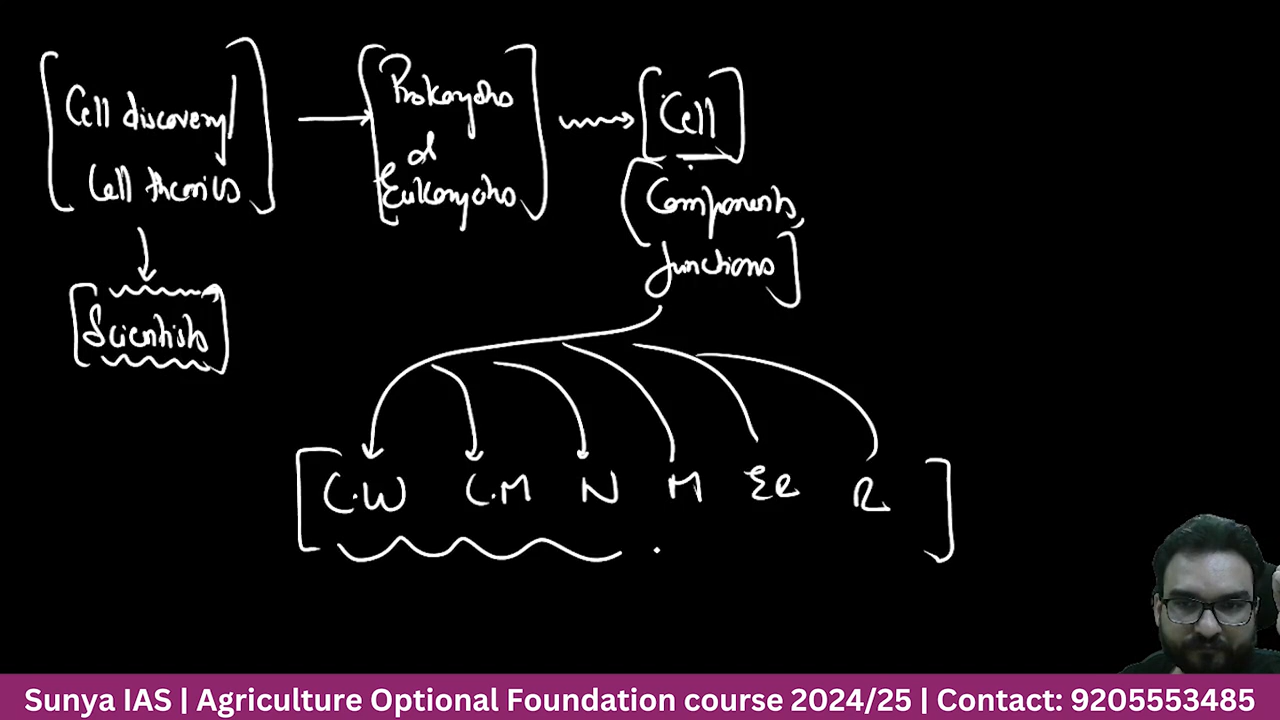 Cell discovery/
Cell theories
Scientists
Prokaryotes
&
Eukaryotes
Cell
Components,
functions
C.W C.M N M ER R
Sunya IAS | Agriculture Optional Foundation course 2024/25 | Contact: 9205553485